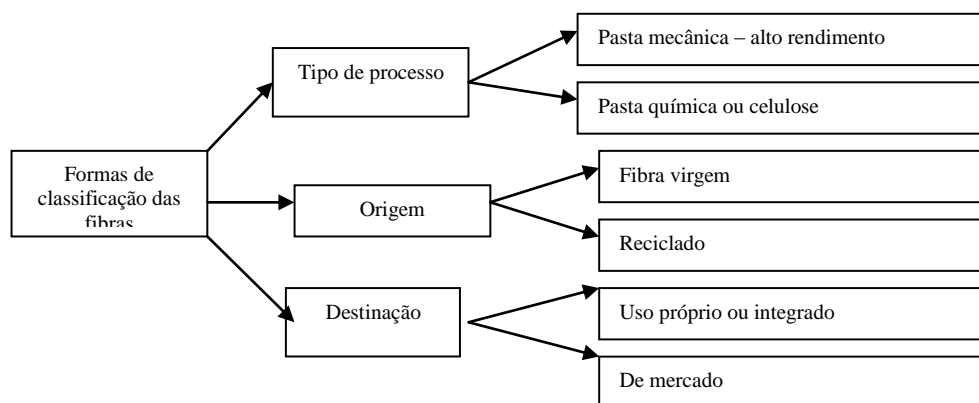 Formas de
classificação das
fibras
Tipo de processo
Pasta mecânica – alto rendimento
Pasta química ou celulose
Origem
Fibra virgem
Reciclado
Destinação
Uso próprio ou integrado
De mercado